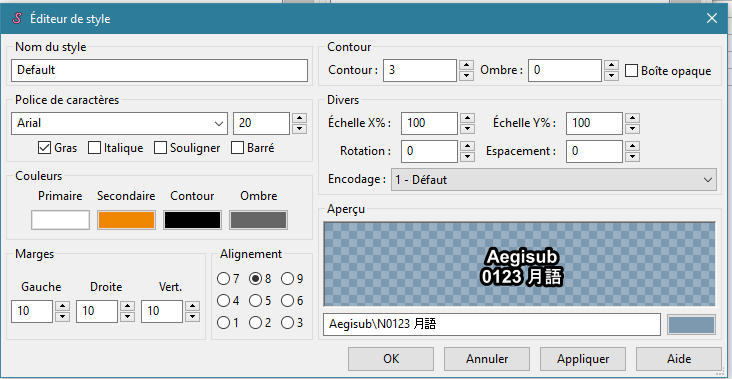 Éditeur de style
Nom du style
Default
Police de caractères
Arial 20
Gras Italique Souligner Barré
Couleurs
Primaire Secondaire Contour Ombre
Marges
Gauche Droite Vert.
10 10 10
Alignement
7 8 9
4 5 6
1 2 3
Contour
Contour : 3 Ombre : 0 Boîte opaque
Divers
Échelle X% : 100 Échelle Y% : 100
Rotation : 0 Espacement : 0
Encodage : 1 - Défaut
Aperçu
Aegisub
0123 月語
Aegisub\N0123 月語
OK Annuler Appliquer Aide